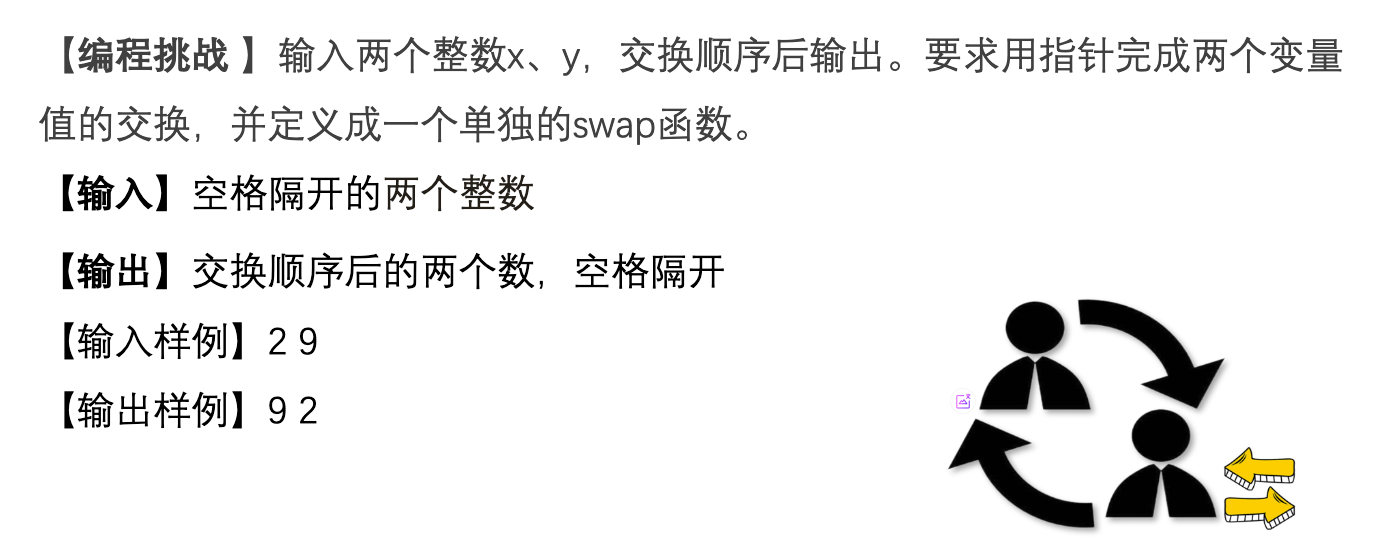 【编程挑战 】输入两个整数x、y，交换顺序后输出。要求用指针完成两个变量
值的交换，并定义成一个单独的swap函数。
【输入】空格隔开的两个整数
【输出】交换顺序后的两个数，空格隔开
【输入样例】2 9
【输出样例】9 2